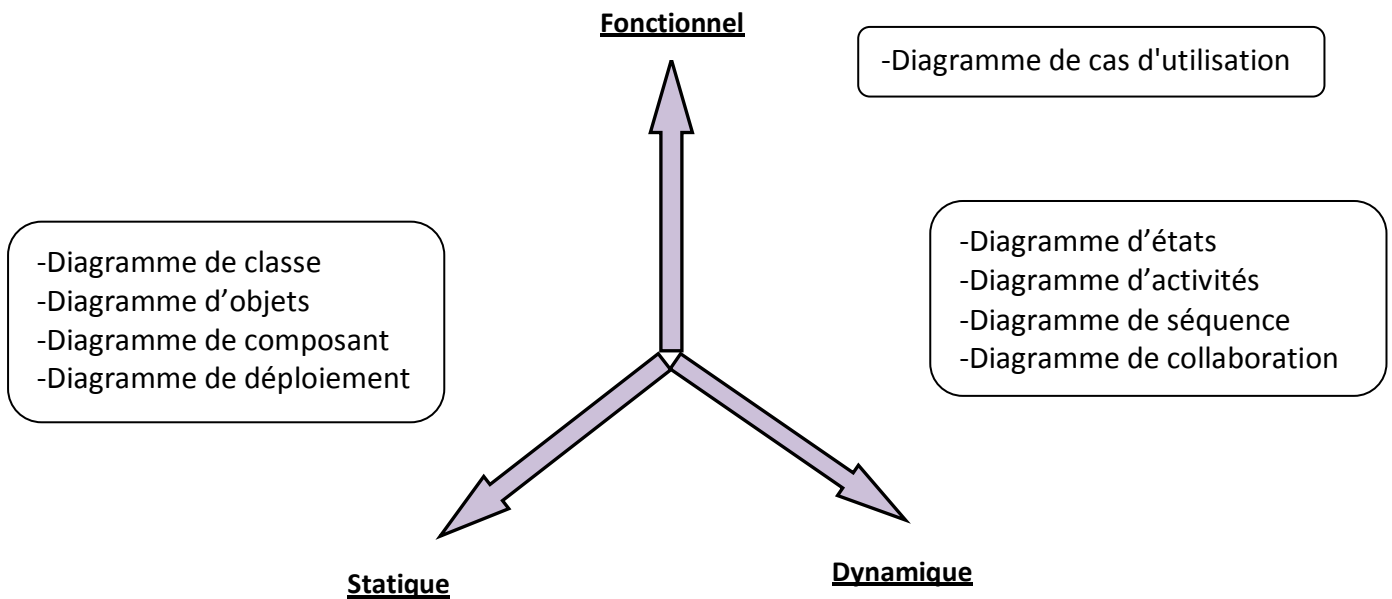 Fonctionnel
-Diagramme de cas d'utilisation
-Diagramme de classe
-Diagramme d’objets
-Diagramme de composant
-Diagramme de déploiement
-Diagramme d’états
-Diagramme d’activités
-Diagramme de séquence
-Diagramme de collaboration
Statique
Dynamique